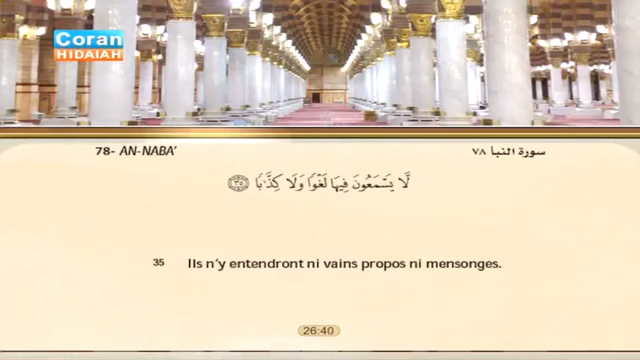 Coran
HIDAIAH
78- AN-NABA’
سورة النبا ٧٨
لَّا يَسْمَعُونَ فِيهَا لَغْوًا وَلَا كِذَّٰبًا ٣٥
35 Ils n’y entendront ni vains propos ni mensonges.
26:40